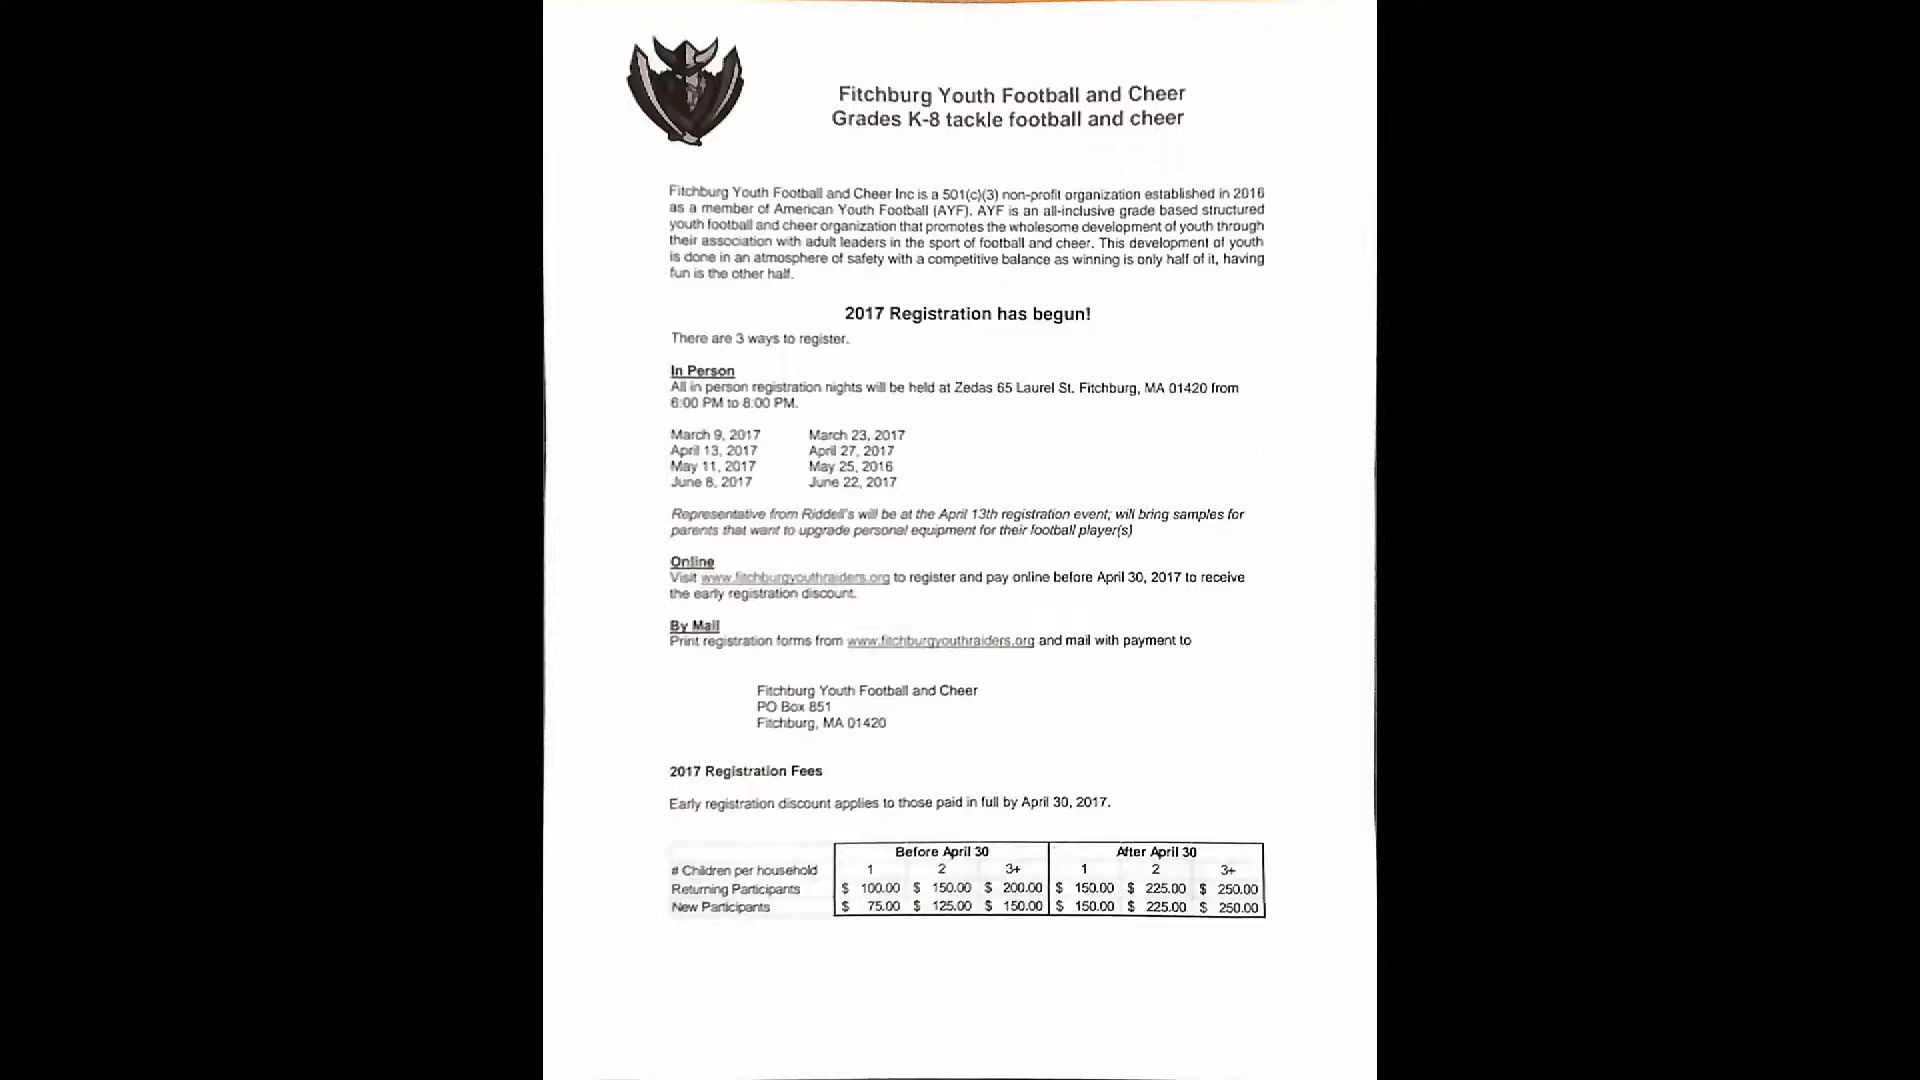 Fitchburg Youth Football and Cheer
Grades K-8 tackle football and cheer
Fitchburg Youth Football and Cheer Inc is a 501(c)(3) non-profit organization established in 2016
as a member of American Youth Football (AYF). AYF is an all-inclusive grade based structured
youth football and cheer organization that promotes the wholesome development of youth through
their association with adult leaders in the sport of football and cheer. This development of youth
is done in an atmosphere of safety with a competitive balance as winning is only half of it, having
fun is the other half.
2017 Registration has begun!
There are 3 ways to register.
In Person
All in person registration nights will be held at Zedas 65 Laurel St. Fitchburg, MA 01420 from
6:00 PM to 8:00 PM.
March 9, 2017 March 23, 2017
April 13, 2017 April 27, 2017
May 11, 2017 May 25, 2016
June 8, 2017 June 22, 2017
Representative from Riddell's will be at the April 13th registration event; will bring samples for
parents that want to upgrade personal equipment for their football player(s)
Online
Visit www.fitchburgyouthraiders.org to register and pay online before April 30, 2017 to receive
the early registration discount.
By Mail
Print registration forms from www.fitchburgyouthraiders.org and mail with payment to
Fitchburg Youth Football and Cheer
PO Box 851
Fitchburg, MA 01420
2017 Registration Fees
Early registration discount applies to those paid in full by April 30, 2017.
Before April 30 After April 30
# Children per household 1 2 3+ 1 2 3+
Returning Participants $ 100.00 $ 150.00 $ 200.00 $ 150.00 $ 225.00 $ 250.00
New Participants $ 75.00 $ 125.00 $ 150.00 $ 150.00 $ 225.00 $ 250.00